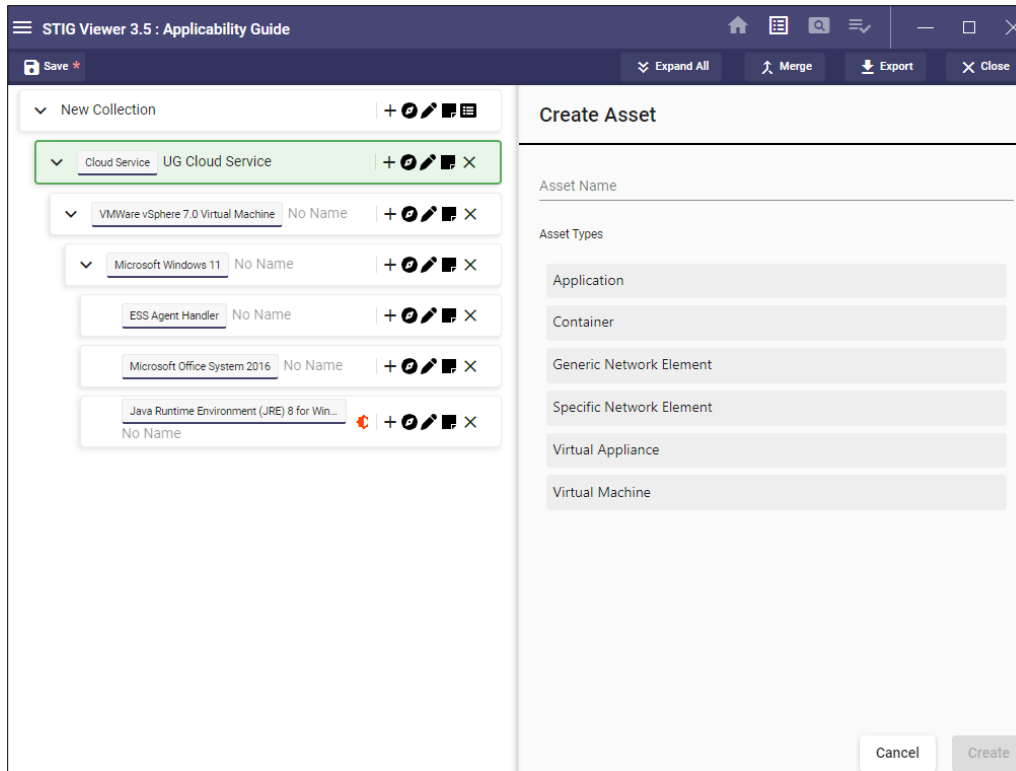 STIG Viewer 3.5 : Applicability Guide
Save *
Expand All
Merge
Export
Close
New Collection
Cloud Service UG Cloud Service
VMWare vSphere 7.0 Virtual Machine No Name
Microsoft Windows 11 No Name
ESS Agent Handler No Name
Microsoft Office System 2016 No Name
Java Runtime Environment (JRE) 8 for Win...
No Name
Create Asset
Asset Name
Asset Types
Application
Container
Generic Network Element
Specific Network Element
Virtual Appliance
Virtual Machine
Cancel
Create